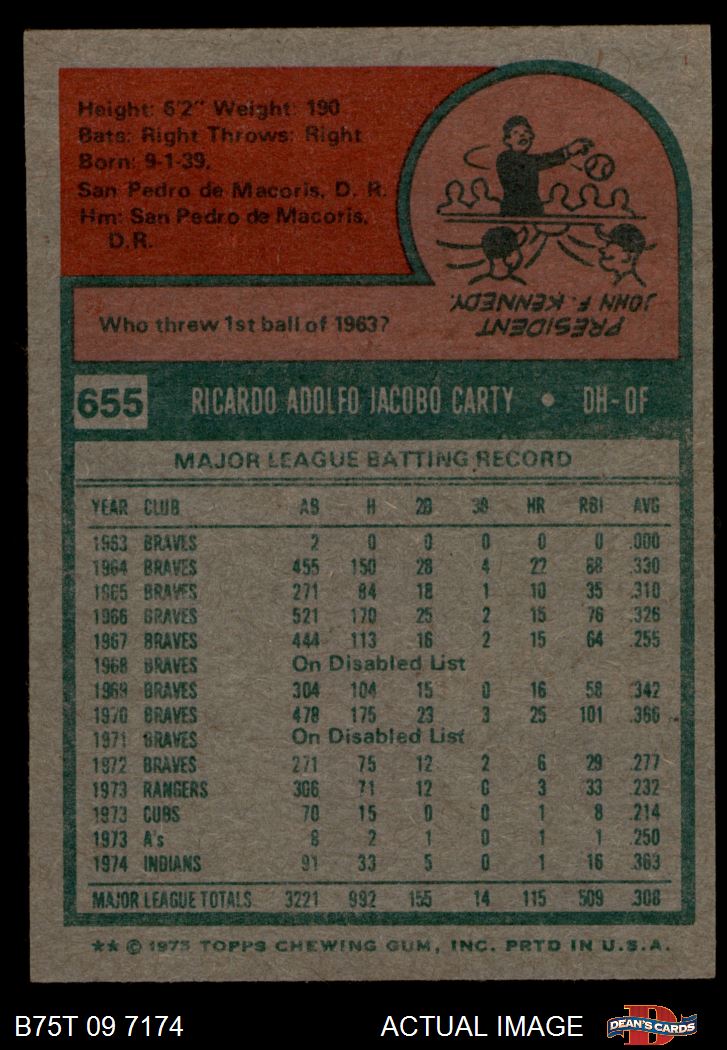 Height: 6'2" Weight: 190
Bats: Right Throws: Right
Born: 9-1-39,
San Pedro de Macoris, D. R.
Hm: San Pedro de Macoris,
D.R.
Who threw 1st ball of 1963?
PRESIDENT
JOHN F. KENNEDY.
655 RICARDO ADOLFO JACOBO CARTY • DH-OF
MAJOR LEAGUE BATTING RECORD
YEAR CLUB AB H 2B 3B HR RBI AVG
1963 BRAVES 2 0 0 0 0 0 .000
1964 BRAVES 455 150 28 4 22 88 .330
1965 BRAVES 271 84 18 1 10 35 .310
1966 BRAVES 521 170 25 2 15 76 .326
1967 BRAVES 444 113 16 2 15 64 .255
1968 BRAVES On Disabled List
1969 BRAVES 304 104 15 0 16 58 .342
1970 BRAVES 478 175 23 3 25 101 .366
1971 BRAVES On Disabled List
1972 BRAVES 271 75 12 2 6 29 .277
1973 RANGERS 306 71 12 0 3 33 .232
1973 CUBS 70 15 0 0 1 8 .214
1973 A's 8 2 1 0 1 1 .250
1974 INDIANS 91 33 5 0 1 16 .363
MAJOR LEAGUE TOTALS 3221 992 155 14 115 509 .308
★★ © 1975 TOPPS CHEWING GUM, INC. PRTD IN U.S.A.
B75T 09 7174 ACTUAL IMAGE D DEAN'S CARDS